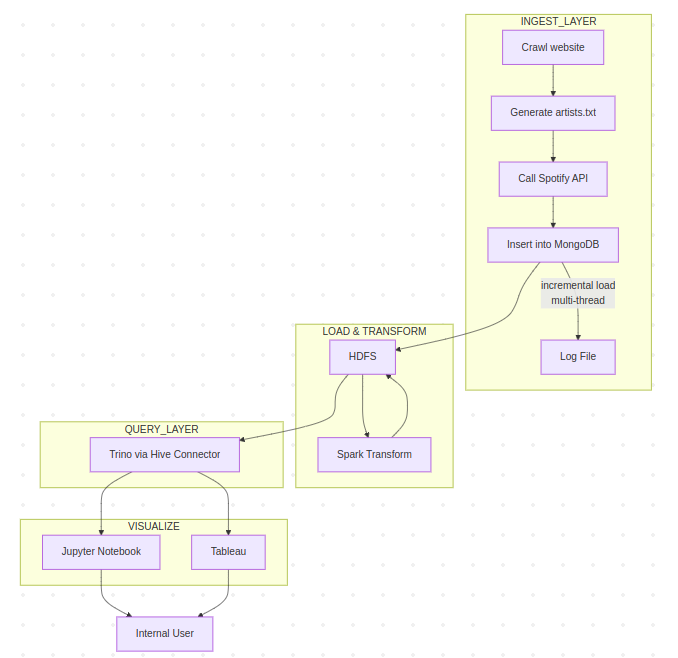 INGEST_LAYER
Crawl website
Generate artists.txt
Call Spotify API
Insert into MongoDB
incremental load
multi-thread
Log File
LOAD & TRANSFORM
HDFS
Spark Transform
QUERY_LAYER
Trino via Hive Connector
VISUALIZE
Jupyter Notebook
Tableau
Internal User